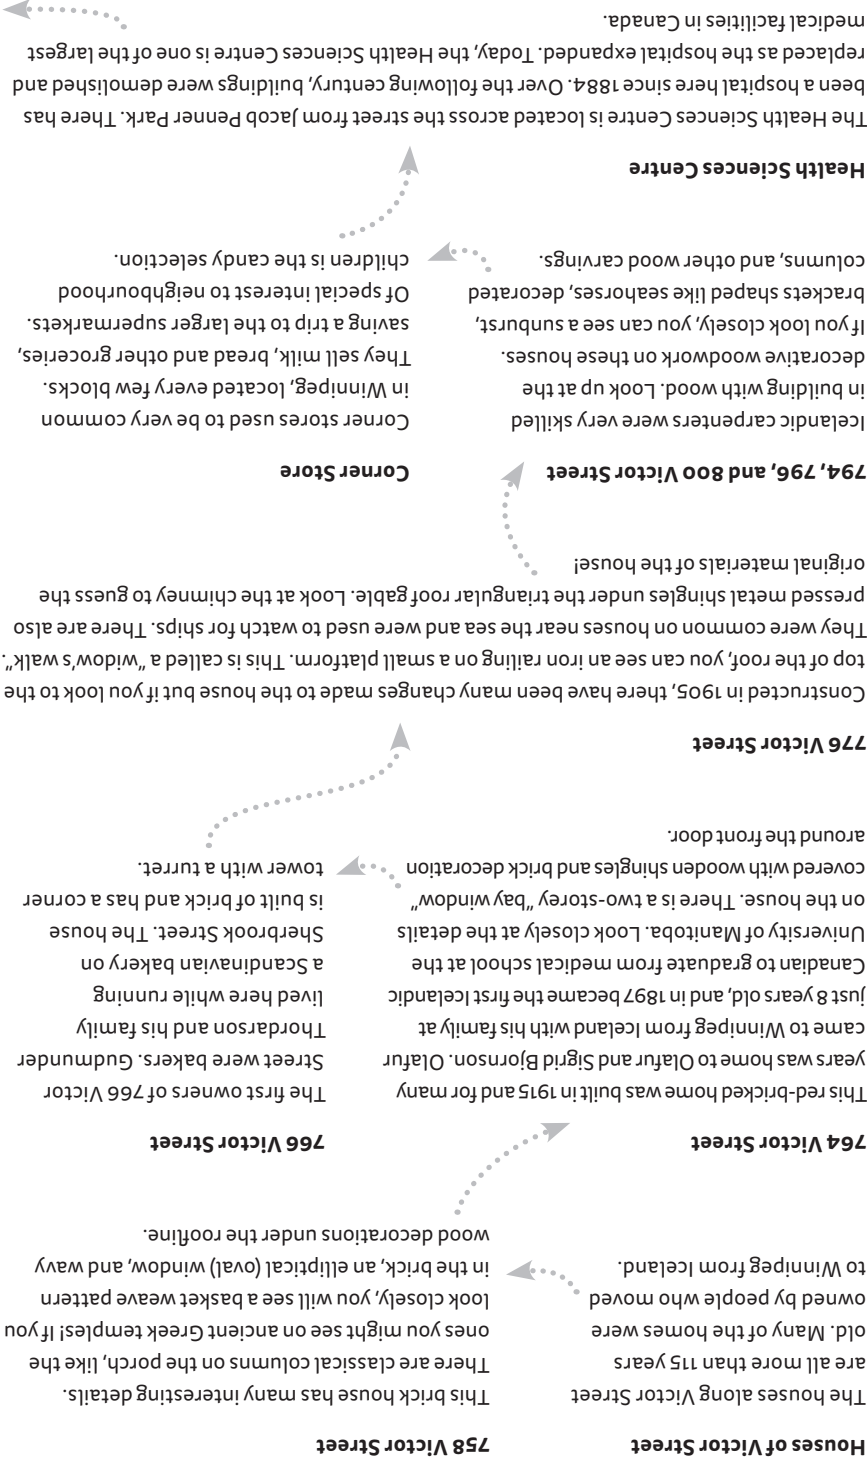 Houses of Victor Street
The houses along Victor Street
are all more than 115 years
old. Many of the homes were
owned by people who moved
to Winnipeg from Iceland.
758 Victor Street
This brick house has many interesting details.
There are classical columns on the porch, like the
ones you might see on ancient Greek temples! If you
look closely, you will see a basket weave pattern
in the brick, an elliptical (oval) window, and wavy
wood decorations under the roofline.
764 Victor Street
This red-bricked home was built in 1915 and for many
years was home to Olafur and Sigrid Bjornson. Olafur
came to Winnipeg from Iceland with his family at
just 8 years old, and in 1897 became the first Icelandic
Canadian to graduate from medical school at the
University of Manitoba. Look closely at the details
on the house. There is a two-storey “bay window”
covered with wooden shingles and brick decoration
around the front door.
766 Victor Street
The first owners of 766 Victor
Street were bakers. Gudmunder
Thordarson and his family
lived here while running
a Scandinavian bakery on
Sherbrook Street. The house
is built of brick and has a corner
tower with a turret.
776 Victor Street
Constructed in 1905, there have been many changes made to the house but if you look to the
top of the roof, you can see an iron railing on a small platform. This is called a “widow’s walk”.
They were common on houses near the sea and were used to watch for ships. There are also
pressed metal shingles under the triangular roof gable. Look at the chimney to guess the
original materials of the house!
794, 796, and 800 Victor Street
Icelandic carpenters were very skilled
in building with wood. Look up at the
decorative woodwork on these houses.
If you look closely, you can see a sunburst,
brackets shaped like seahorses, decorated
columns, and other wood carvings.
Corner Store
Corner stores used to be very common
in Winnipeg, located every few blocks.
They sell milk, bread and other groceries,
saving a trip to the larger supermarkets.
Of special interest to neighbourhood
children is the candy selection.
Health Sciences Centre
The Health Sciences Centre is located across the street from Jacob Penner Park. There has
been a hospital here since 1884. Over the following century, buildings were demolished and
replaced as the hospital expanded. Today, the Health Sciences Centre is one of the largest
medical facilities in Canada.